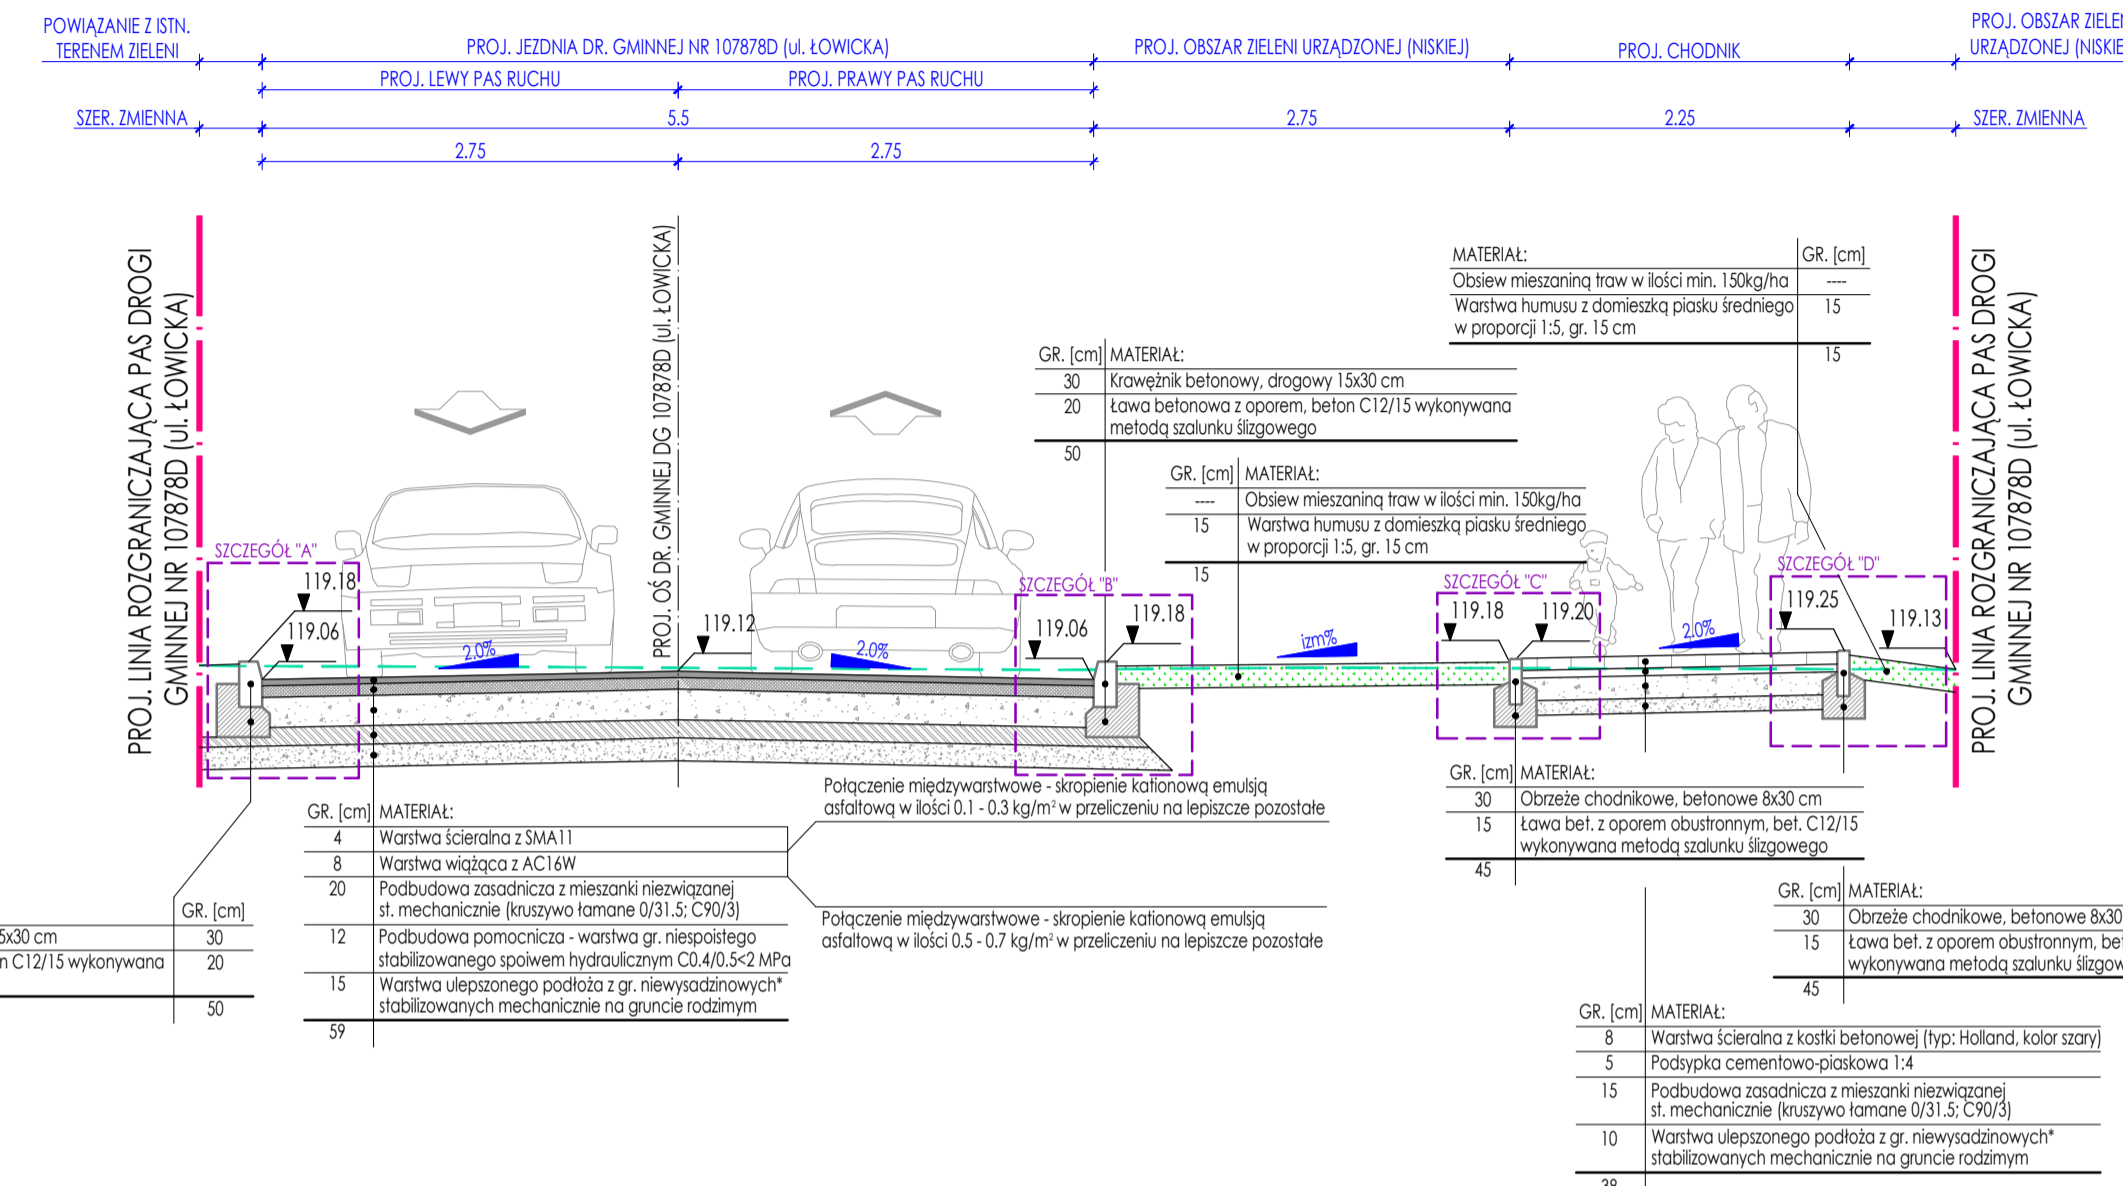 POWIĄZANIE Z ISTN.
TERENEM ZIELENI
PROJ. JEZDNIA DR. GMINNEJ NR 107878D (ul. ŁOWICKA)
PROJ. OBSZAR ZIELENI URZĄDZONEJ (NISKIEJ)
PROJ. CHODNIK
PROJ. OBSZAR ZIELEN
URZĄDZONEJ (NISKIE
PROJ. LEWY PAS RUCHU
PROJ. PRAWY PAS RUCHU
SZER. ZMIENNA
5.5
2.75
2.25
SZER. ZMIENNA
2.75
2.75
PROJ. LINIA ROZGRANICZAJĄCA PAS DROGI
GMINNEJ NR 107878D (ul. ŁOWICKA)
PROJ. OŚ DR. GMINNEJ DG 107878D (ul. ŁOWICKA)
PROJ. LINIA ROZGRANICZAJĄCA PAS DROGI
GMINNEJ NR 107878D (ul. ŁOWICKA)
MATERIAŁ: GR. [cm]
Obsiew mieszaniną traw w ilości min. 150kg/ha ----
Warstwa humusu z domieszką piasku średniego 15
w proporcji 1:5, gr. 15 cm
15
GR. [cm] MATERIAŁ:
30 Krawężnik betonowy, drogowy 15x30 cm
20 Ława betonowa z oporem, beton C12/15 wykonywana
metodą szalunku ślizgowego
50
GR. [cm] MATERIAŁ:
---- Obsiew mieszaniną traw w ilości min. 150kg/ha
15 Warstwa humusu z domieszką piasku średniego
w proporcji 1:5, gr. 15 cm
15
SZCZEGÓŁ "A"
119.18
119.06
2.0%
119.12
2.0%
SZCZEGÓŁ "B"
119.06
119.18
izm%
SZCZEGÓŁ "C"
119.18
119.20
2.0%
SZCZEGÓŁ "D"
119.25
119.13
Połączenie międzywarstwowe - skropienie kationową emulsją
asfaltową w ilości 0.1 - 0.3 kg/m² w przeliczeniu na lepiszcze pozostałe
GR. [cm] MATERIAŁ:
4 Warstwa ścieralna z SMA11
8 Warstwa wiążąca z AC16W
20 Podbudowa zasadnicza z mieszanki niezwiązanej
st. mechanicznie (kruszywo łamane 0/31.5; C90/3)
12 Podbudowa pomocnicza - warstwa gr. niespoistego
stabilizowanego spoiwem hydraulicznym C0.4/0.5<2 MPa
15 Warstwa ulepszonego podłoża z gr. niewysadzinowych*
stabilizowanych mechanicznie na gruncie rodzimym
59
Połączenie międzywarstwowe - skropienie kationową emulsją
asfaltową w ilości 0.5 - 0.7 kg/m² w przeliczeniu na lepiszcze pozostałe
GR. [cm]
5x30 cm 30
n C12/15 wykonywana 20
50
GR. [cm] MATERIAŁ:
30 Obrzeże chodnikowe, betonowe 8x30 cm
15 Ława bet. z oporem obustronnym, bet. C12/15
wykonywana metodą szalunku ślizgowego
45
GR. [cm] MATERIAŁ:
30 Obrzeże chodnikowe, betonowe 8x30
15 Ława bet. z oporem obustronnym, bet
wykonywana metodą szalunku ślizgow
45
GR. [cm] MATERIAŁ:
8 Warstwa ścieralna z kostki betonowej (typ: Holland, kolor szary)
5 Podsypka cementowo-piaskowa 1:4
15 Podbudowa zasadnicza z mieszanki niezwiązanej
st. mechanicznie (kruszywo łamane 0/31.5; C90/3)
10 Warstwa ulepszonego podłoża z gr. niewysadzinowych*
stabilizowanych mechanicznie na gruncie rodzimym
38